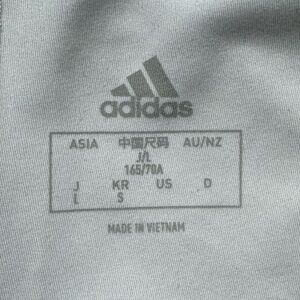 adidas
ASIA 中国尺码 AU/NZ
J/L
165/70A
J KR US D
L S
MADE IN VIETNAM